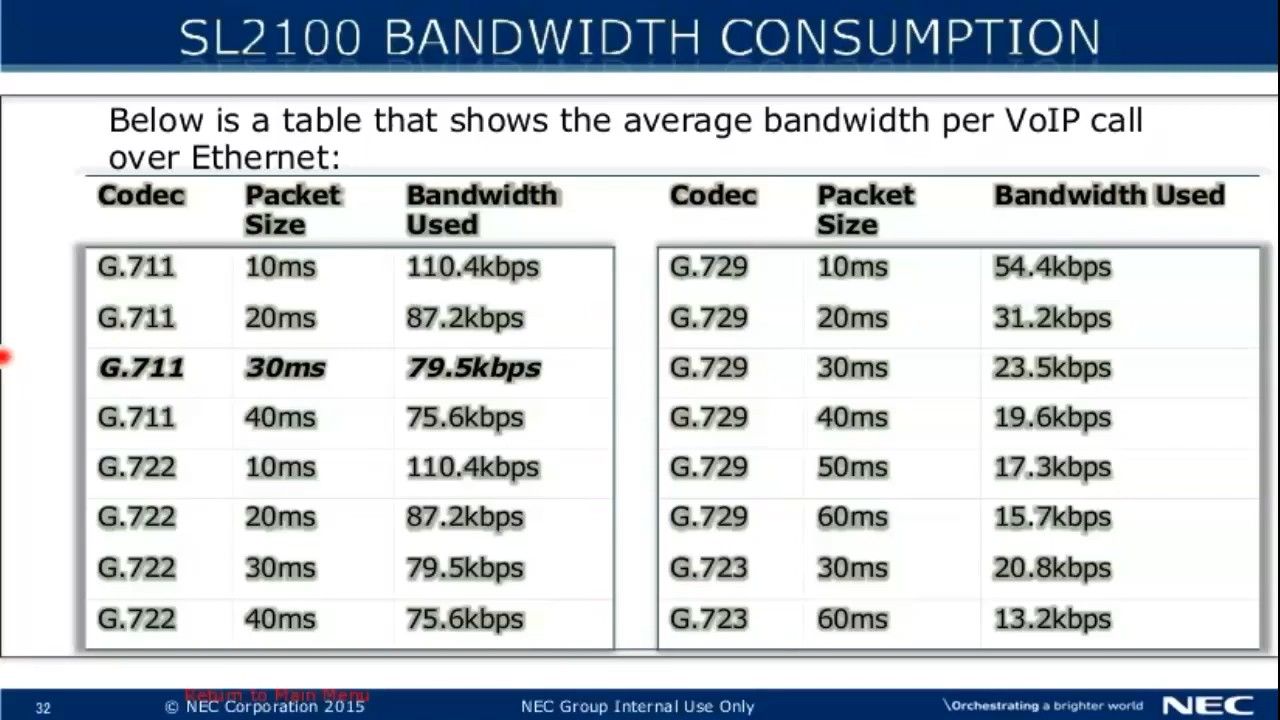 SL2100 BANDWIDTH CONSUMPTION
Below is a table that shows the average bandwidth per VoIP call
over Ethernet:
Codec Packet Size Bandwidth Used Codec Packet Size Bandwidth Used
G.711 10ms 110.4kbps G.729 10ms 54.4kbps
G.711 20ms 87.2kbps G.729 20ms 31.2kbps
G.711 30ms 79.5kbps G.729 30ms 23.5kbps
G.711 40ms 75.6kbps G.729 40ms 19.6kbps
G.722 10ms 110.4kbps G.729 50ms 17.3kbps
G.722 20ms 87.2kbps G.729 60ms 15.7kbps
G.722 30ms 79.5kbps G.723 30ms 20.8kbps
G.722 40ms 75.6kbps G.723 60ms 13.2kbps
Return to Main Menu
32 © NEC Corporation 2015 NEC Group Internal Use Only \Orchestrating a brighter world NEC